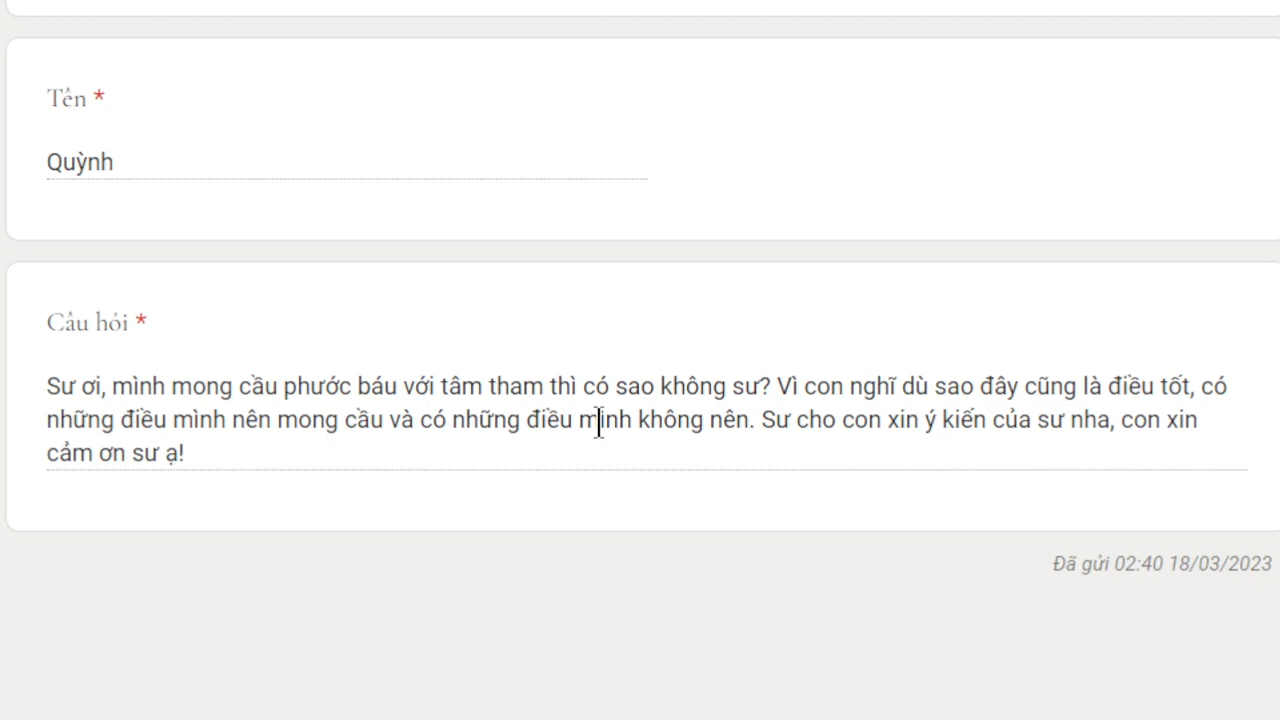 Tên *
Quỳnh
Câu hỏi *
Sư ơi, mình mong cầu phước báu với tâm tham thì có sao không sư? Vì con nghĩ dù sao đây cũng là điều tốt, có
những điều mình nên mong cầu và có những điều mình không nên. Sư cho con xin ý kiến của sư nha, con xin
cảm ơn sư ạ!
Đã gửi 02:40 18/03/2023